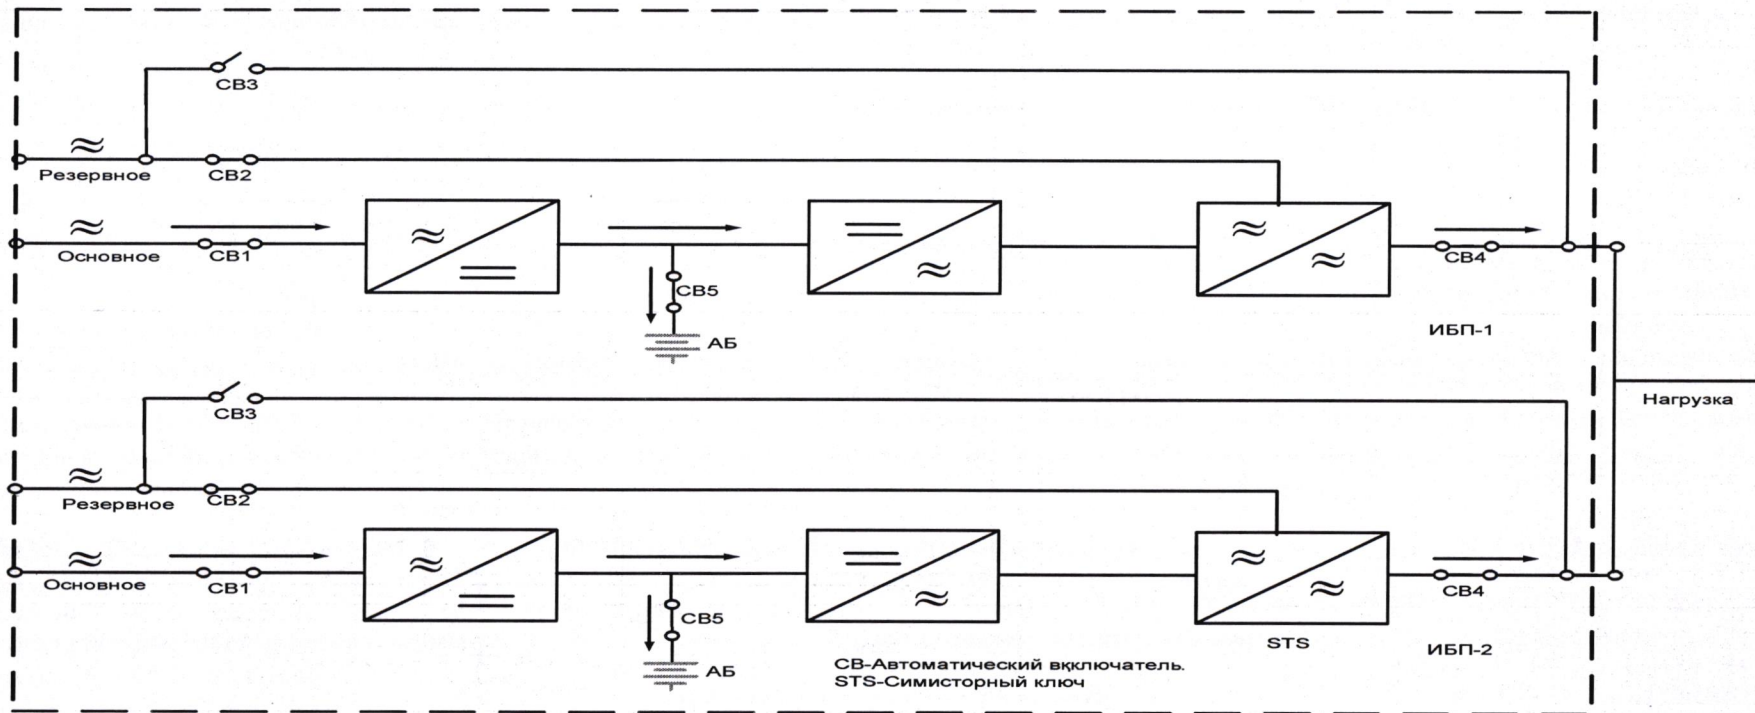 СВ3
Резервное
СВ2
Основное
СВ1
СВ5
АБ
СВ4
ИБП-1
СВ3
Нагрузка
Резервное
СВ2
Основное
СВ1
СВ5
АБ
СВ4
STS
ИБП-2
СВ-Автоматический вқключатель.
STS-Симисторный ключ